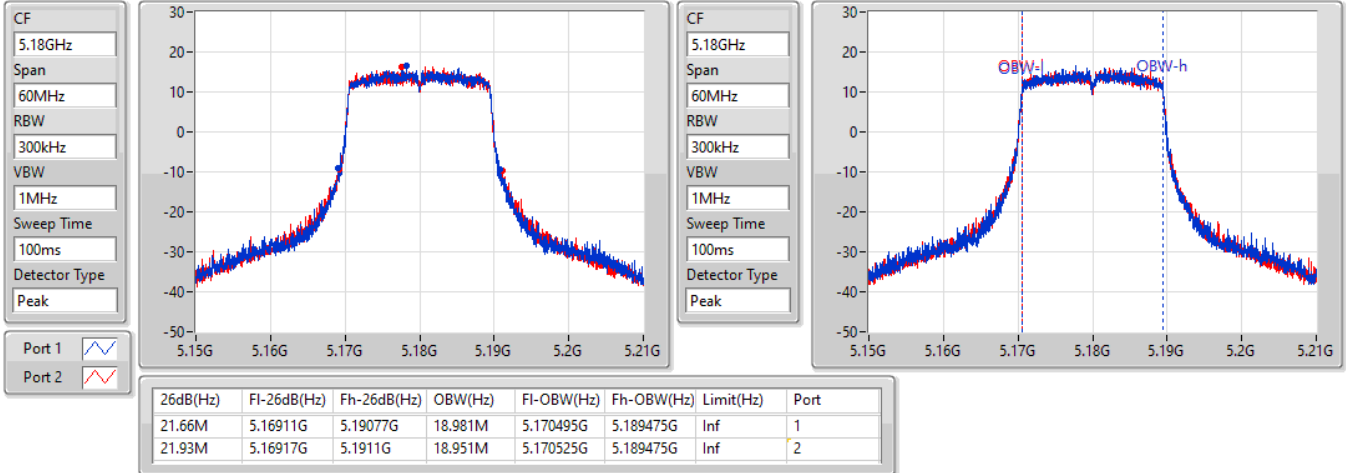 CF
5.18GHz
Span
60MHz
RBW
300kHz
VBW
1MHz
Sweep Time
100ms
Detector Type
Peak
Port 1
Port 2
30
20
10
0
-10
-20
-30
-40
-50
5.15G 5.16G 5.17G 5.18G 5.19G 5.2G 5.21G
CF
5.18GHz
Span
60MHz
RBW
300kHz
VBW
1MHz
Sweep Time
100ms
Detector Type
Peak
30
20
10
0
-10
-20
-30
-40
-50
OBW-l OBW-l OBW-h
5.15G 5.16G 5.17G 5.18G 5.19G 5.2G 5.21G
26dB(Hz) Fl-26dB(Hz) Fh-26dB(Hz) OBW(Hz) Fl-OBW(Hz) Fh-OBW(Hz) Limit(Hz) Port
21.66M 5.16911G 5.19077G 18.981M 5.170495G 5.189475G Inf 1
21.93M 5.16917G 5.1911G 18.951M 5.170525G 5.189475G Inf 2